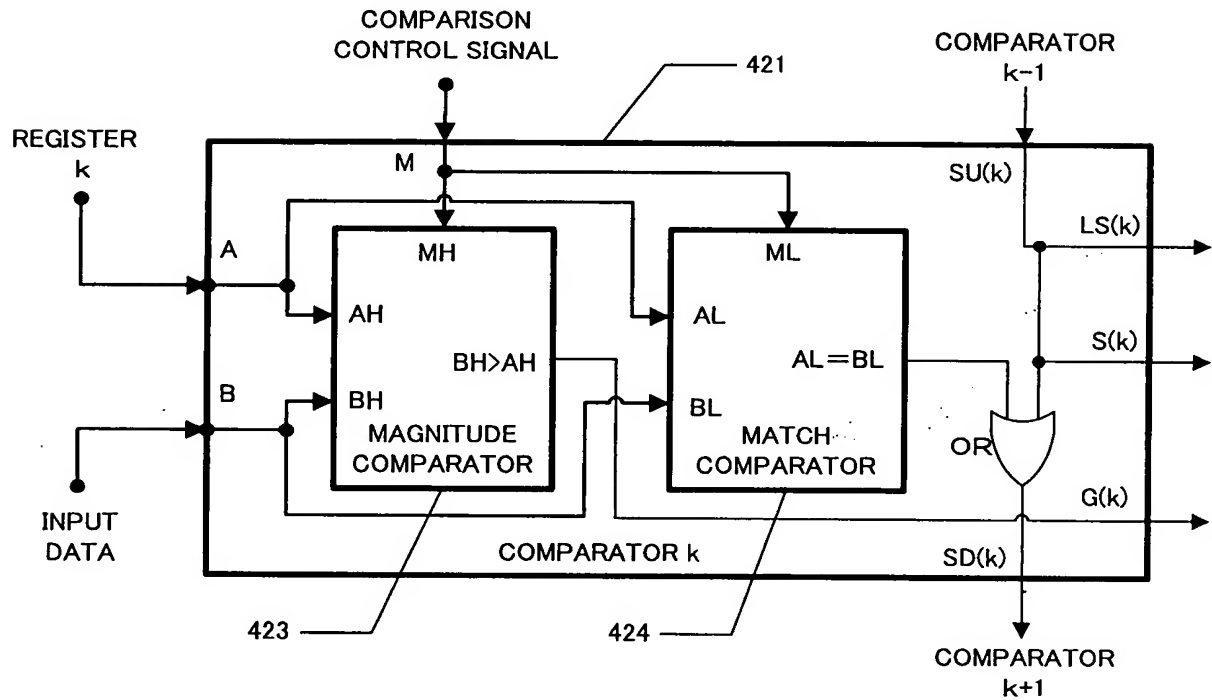 COMPARISON
CONTROL SIGNAL
421
COMPARATOR
k-1
REGISTER
k
M
SU(k)
A
MH
ML
LS(k)
AH
AL
BH>AH
AL=BL
S(k)
B
BH
BL
MAGNITUDE
COMPARATOR
MATCH
COMPARATOR
OR
G(k)
INPUT
DATA
COMPARATOR k
SD(k)
423
424
COMPARATOR
k+1